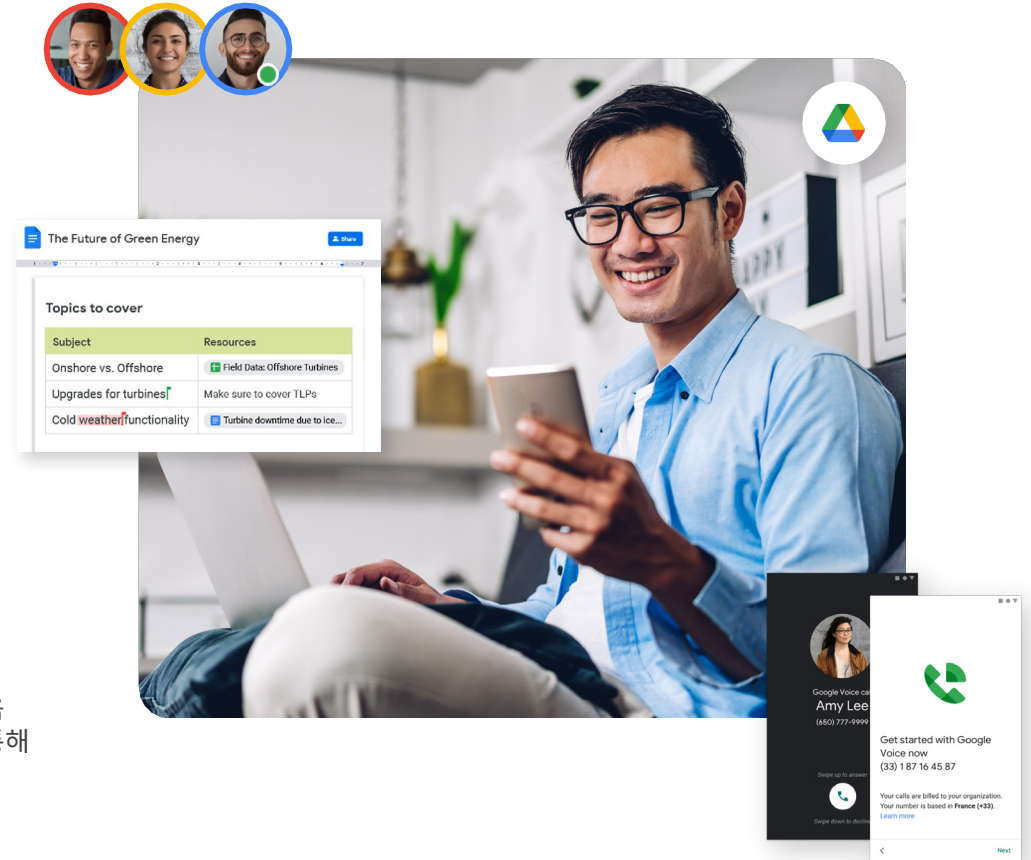 The Future of Green Energy
Share
Topics to cover
Subject Resources
Onshore vs. Offshore Field Data: Offshore Turbines
Upgrades for turbines Make sure to cover TLPs
Cold weather functionality Turbine downtime due to ice...
통해
Google Voice cal
Amy Lee
(650) 777-9999
Swipe up to answer
Swipe down to decline
Get started with Google
Voice now
(33) 1 87 16 45 87
Your calls are billed to your organization.
Your number is based in France (+33).
Learn more
Next